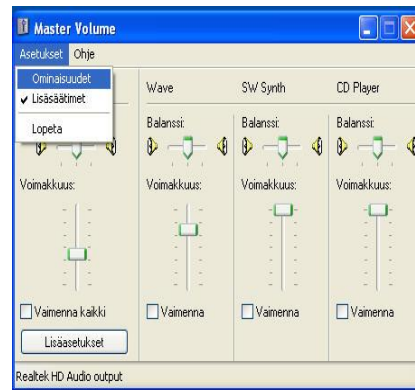 Master Volume
Asetukset Ohje
Ominaisuudet
Lisäsäätimet
Lopeta
Wave SW Synth CD Player
Balanssi: Balanssi: Balanssi:
Voimakkuus: Voimakkuus: Voimakkuus: Voimakkuus:
Vaimenna kaikki Vaimenna Vaimenna Vaimenna
Lisäasetukset
Realtek HD Audio output